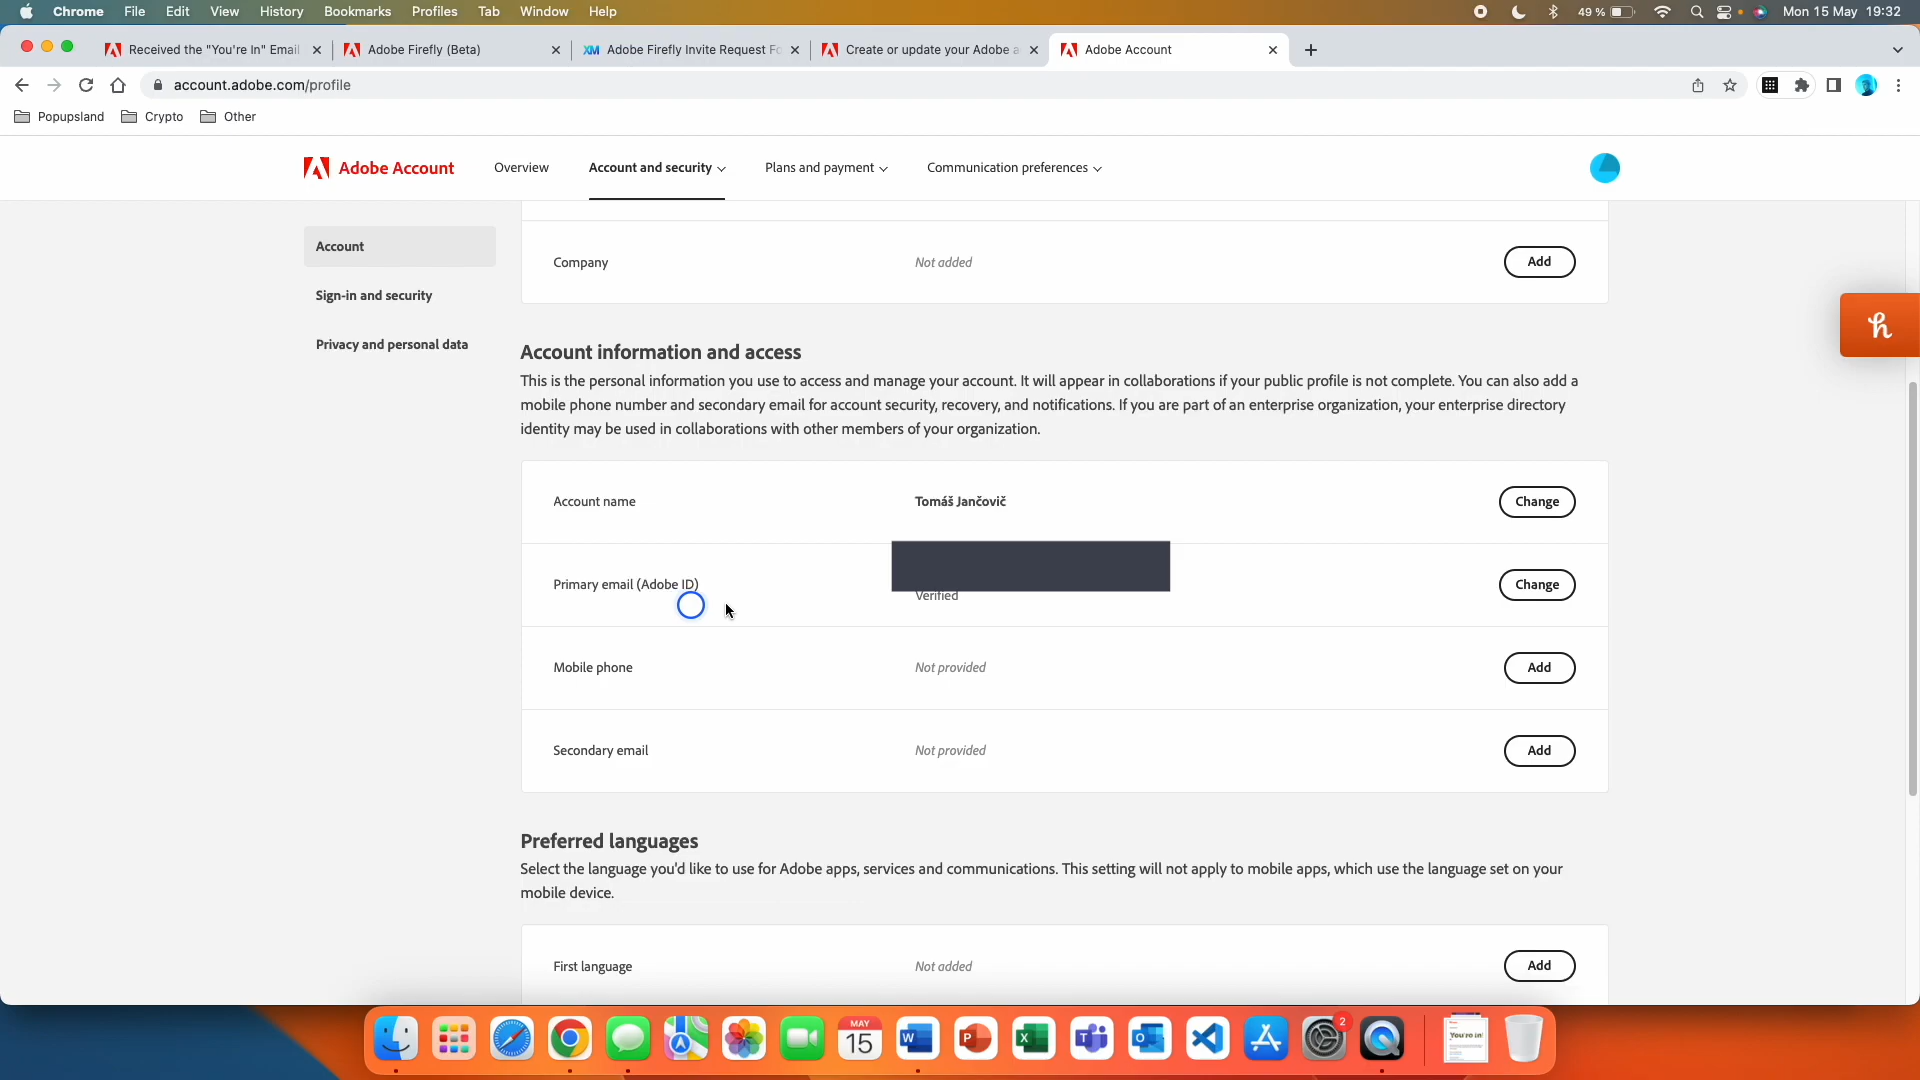 Chrome File Edit View History Bookmarks Profiles Tab Window Help 49 % Mon 15 May 19:32
Received the "You're In" Email Adobe Firefly (Beta) XM Adobe Firefly Invite Request Fo Create or update your Adobe a Adobe Account
account.adobe.com/profile
Popupsland Crypto Other
Adobe Account Overview Account and security Plans and payment Communication preferences
Account
Sign-in and security
Privacy and personal data
Company Not added Add
Account information and access
This is the personal information you use to access and manage your account. It will appear in collaborations if your public profile is not complete. You can also add a
mobile phone number and secondary email for account security, recovery, and notifications. If you are part of an enterprise organization, your enterprise directory
identity may be used in collaborations with other members of your organization.
Account name Tomáš Jančovič Change
Primary email (Adobe ID) Verified Change
Mobile phone Not provided Add
Secondary email Not provided Add
Preferred languages
Select the language you'd like to use for Adobe apps, services and communications. This setting will not apply to mobile apps, which use the language set on your
mobile device.
First language Not added Add
MAY
15
2
You're in!